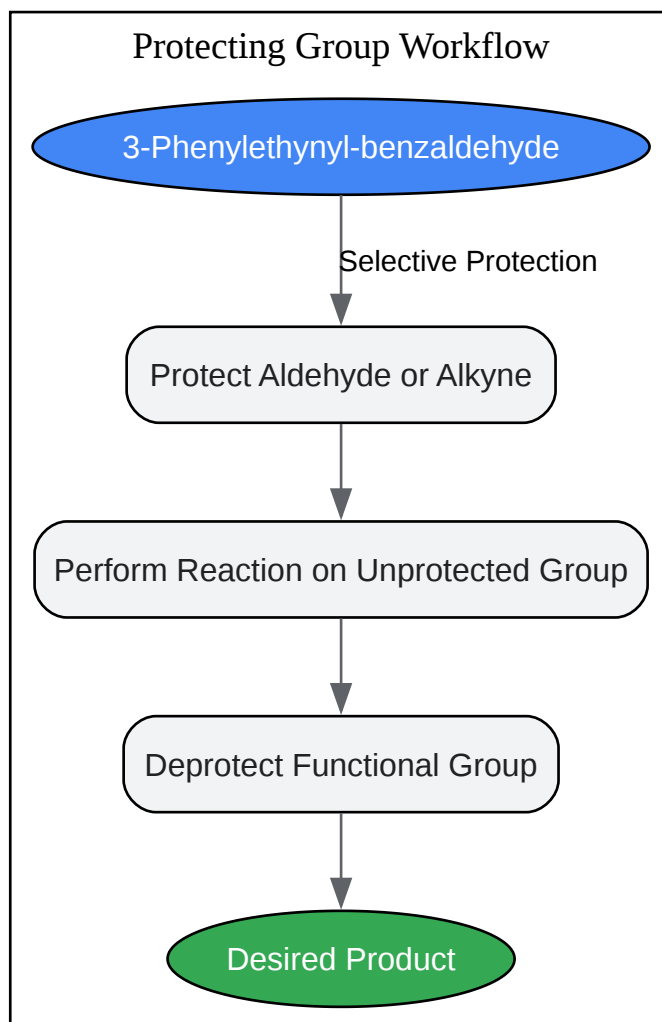 Protecting Group Workflow
3-Phenylethynyl-benzaldehyde
Selective Protection
Protect Aldehyde or Alkyne
Perform Reaction on Unprotected Group
Deprotect Functional Group
Desired Product